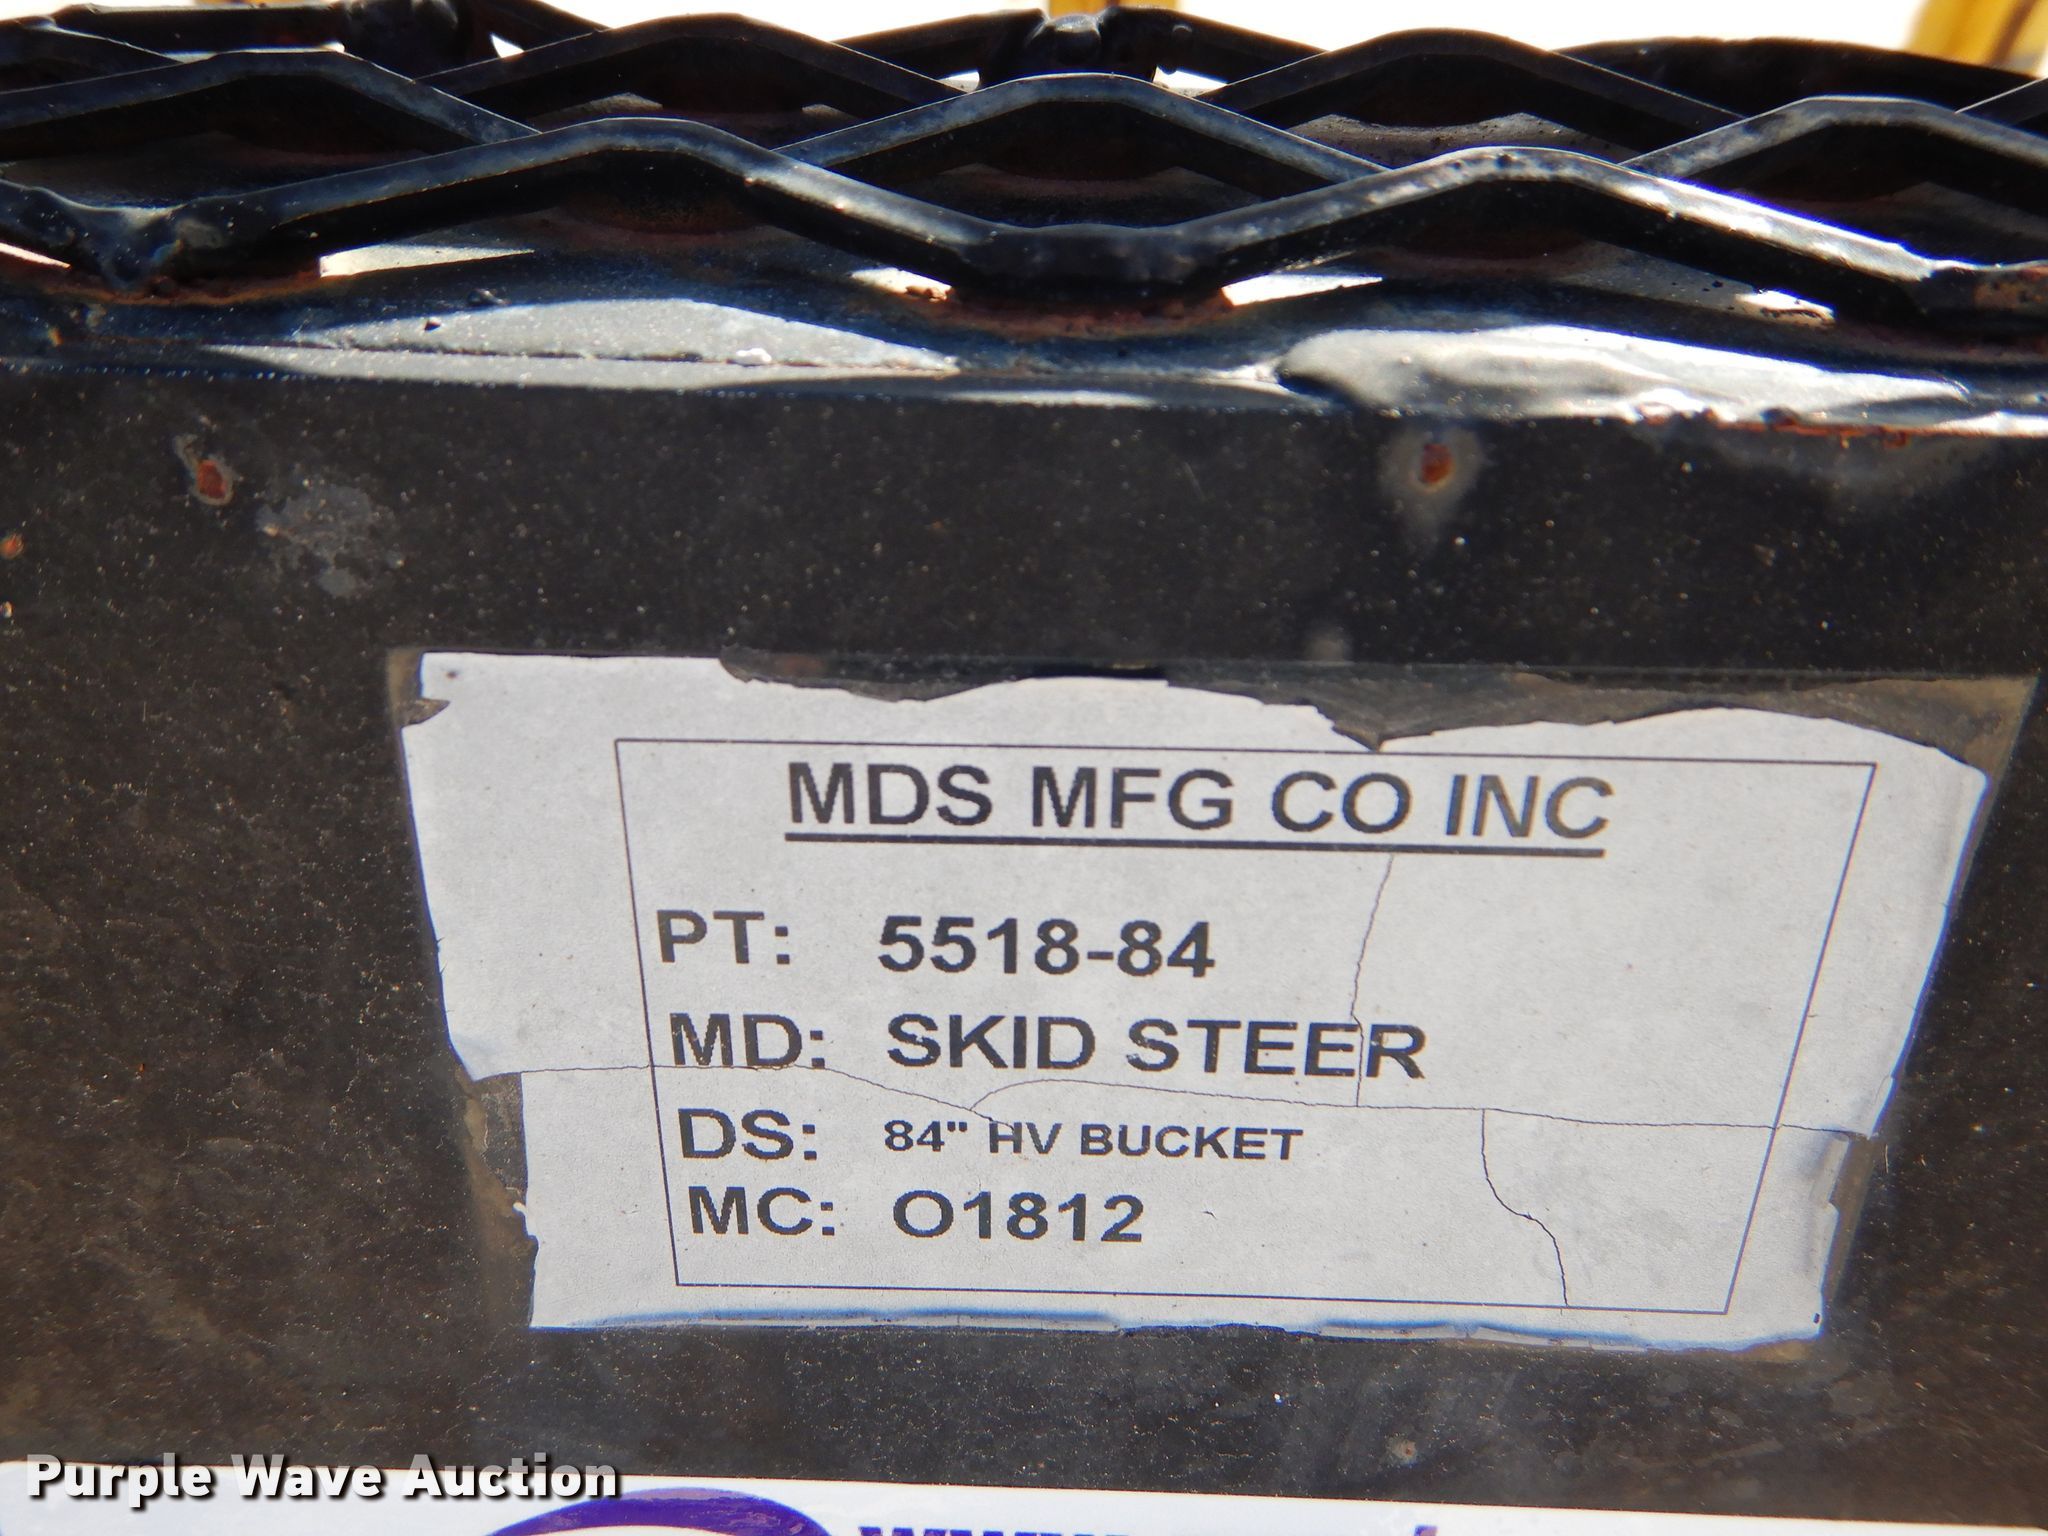 MDS MFG CO INC
PT: 5518-84
MD: SKID STEER
DS: 84" HV BUCKET
MC: O1812
Purple Wave Auction